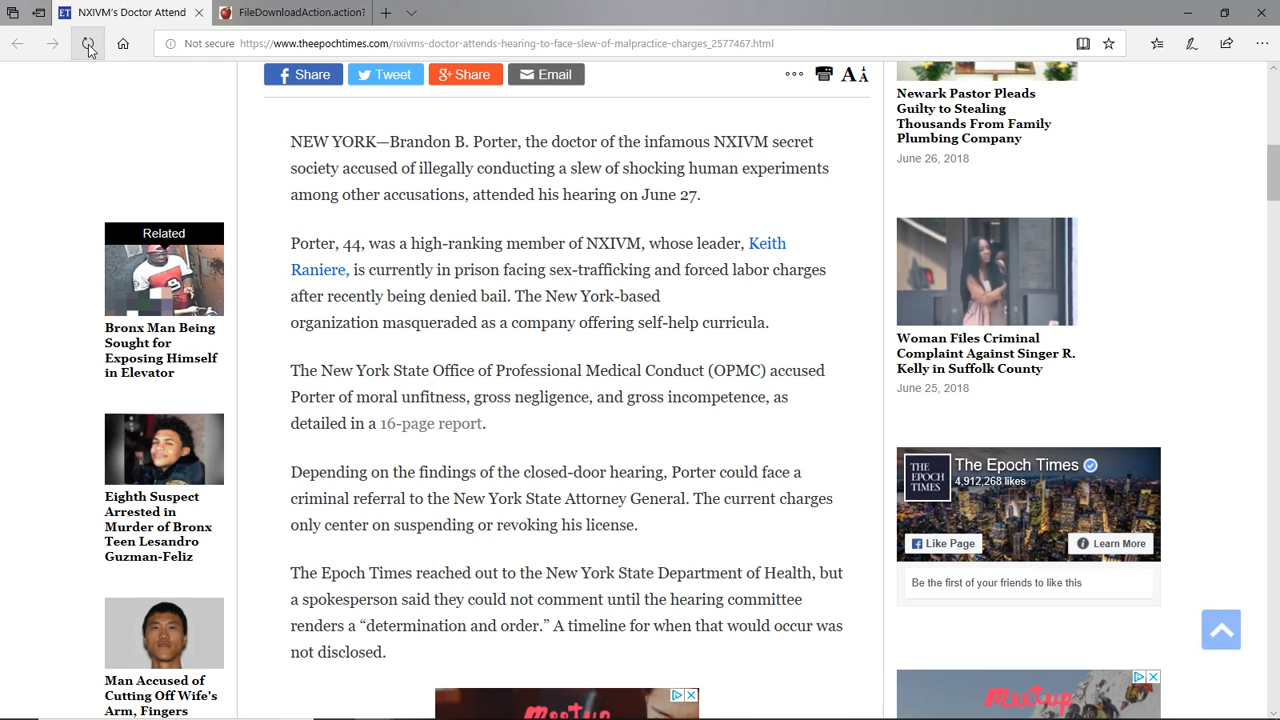 NXIVM's Doctor Attend
FileDownloadAction.action?
Not secure https://www.theepochtimes.com/nxivms-doctor-attends-hearing-to-face-slew-of-malpractice-charges_2577467.html
Share
Tweet
Share
Email
NEW YORK—Brandon B. Porter, the doctor of the infamous NXIVM secret
society accused of illegally conducting a slew of shocking human experiments
among other accusations, attended his hearing on June 27.
Porter, 44, was a high-ranking member of NXIVM, whose leader, Keith
Raniere, is currently in prison facing sex-trafficking and forced labor charges
after recently being denied bail. The New York-based
organization masqueraded as a company offering self-help curricula.
The New York State Office of Professional Medical Conduct (OPMC) accused
Porter of moral unfitness, gross negligence, and gross incompetence, as
detailed in a 16-page report.
Depending on the findings of the closed-door hearing, Porter could face a
criminal referral to the New York State Attorney General. The current charges
only center on suspending or revoking his license.
The Epoch Times reached out to the New York State Department of Health, but
a spokesperson said they could not comment until the hearing committee
renders a “determination and order.” A timeline for when that would occur was
not disclosed.
Meetup
Related
Bronx Man Being
Sought for
Exposing Himself
in Elevator
Eighth Suspect
Arrested in
Murder of Bronx
Teen Lesandro
Guzman-Feliz
Man Accused of
Cutting Off Wife's
Arm, Fingers
Newark Pastor Pleads
Guilty to Stealing
Thousands From Family
Plumbing Company
June 26, 2018
Woman Files Criminal
Complaint Against Singer R.
Kelly in Suffolk County
June 25, 2018
THE
EPOCH
TIMES
The Epoch Times
4,912,268 likes
Like Page
Learn More
Be the first of your friends to like this
Meetup